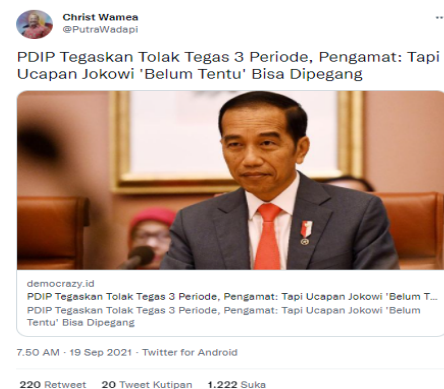 Christ Wamea
@PutraWadapi
PDIP Tegaskan Tolak Tegas 3 Periode, Pengamat: Tapi
Ucapan Jokowi 'Belum Tentu' Bisa Dipegang
democrazy.id
PDIP Tegaskan Tolak Tegas 3 Periode, Pengamat: Tapi Ucapan Jokowi 'Belum T...
PDIP Tegaskan Tolak Tegas 3 Periode, Pengamat: Tapi Ucapan Jokowi 'Belum
Tentu' Bisa Dipegang
7.50 AM · 19 Sep 2021 · Twitter for Android
220 Retweet 20 Tweet Kutipan 1.222 Suka